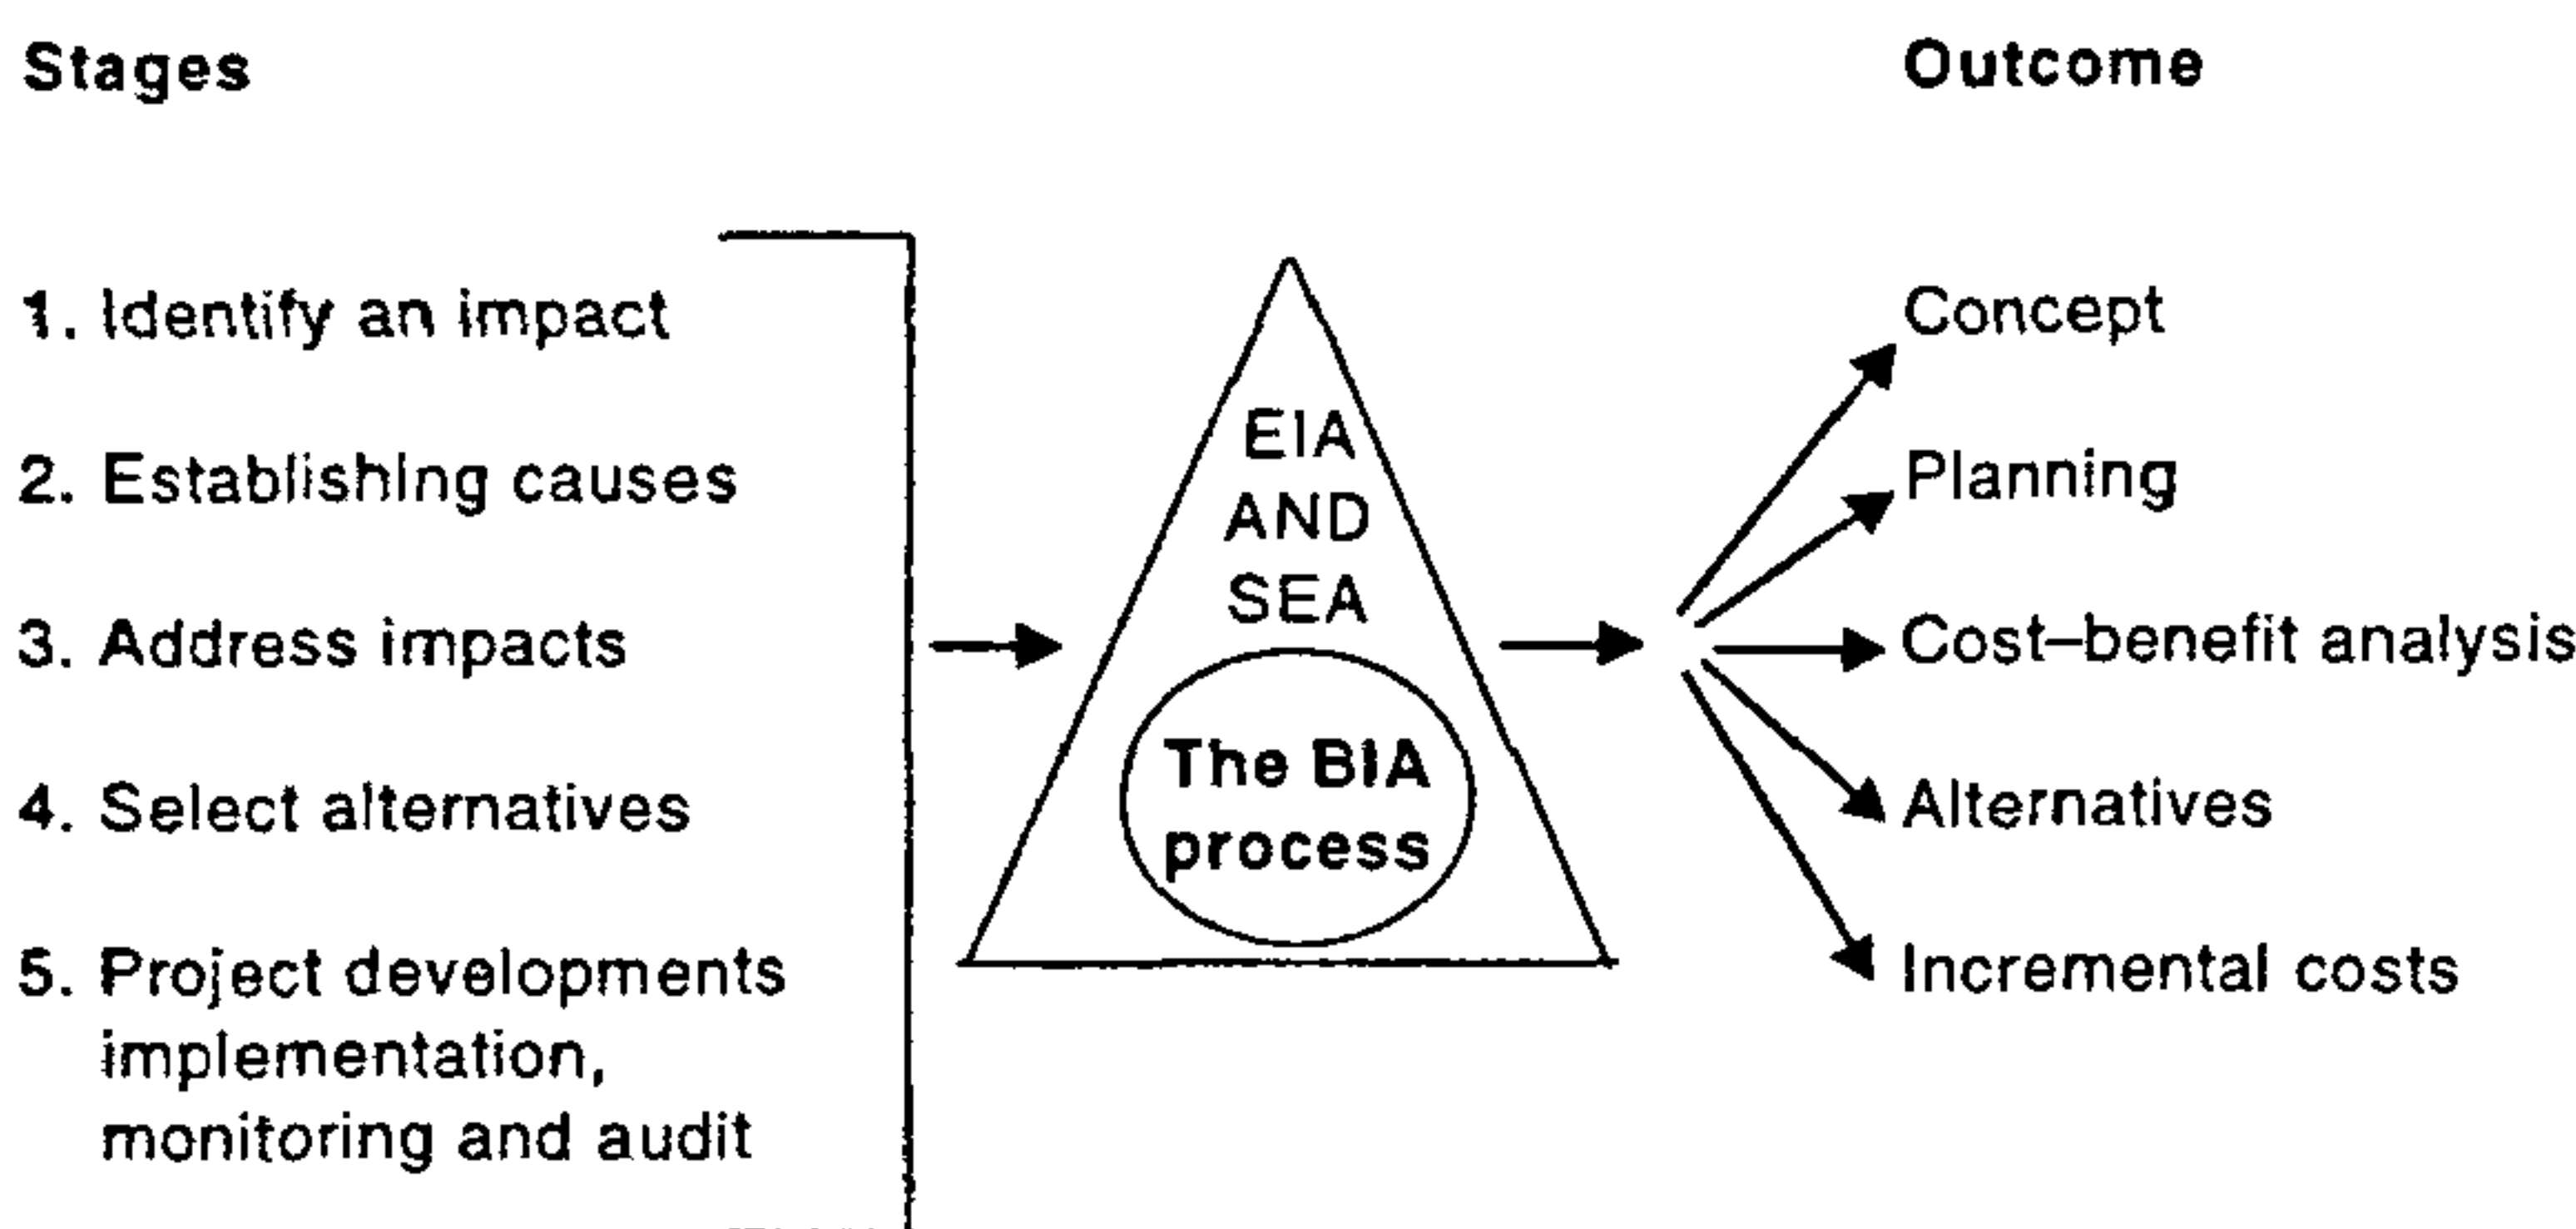 Stages
1. Identify an impact
2. Establishing causes
3. Address impacts
4. Select alternatives
5. Project developments
implementation,
monitoring and audit
EIA
AND
SEA
The BIA
process
Outcome
Concept
Planning
Cost–benefit analysis
Alternatives
Incremental costs